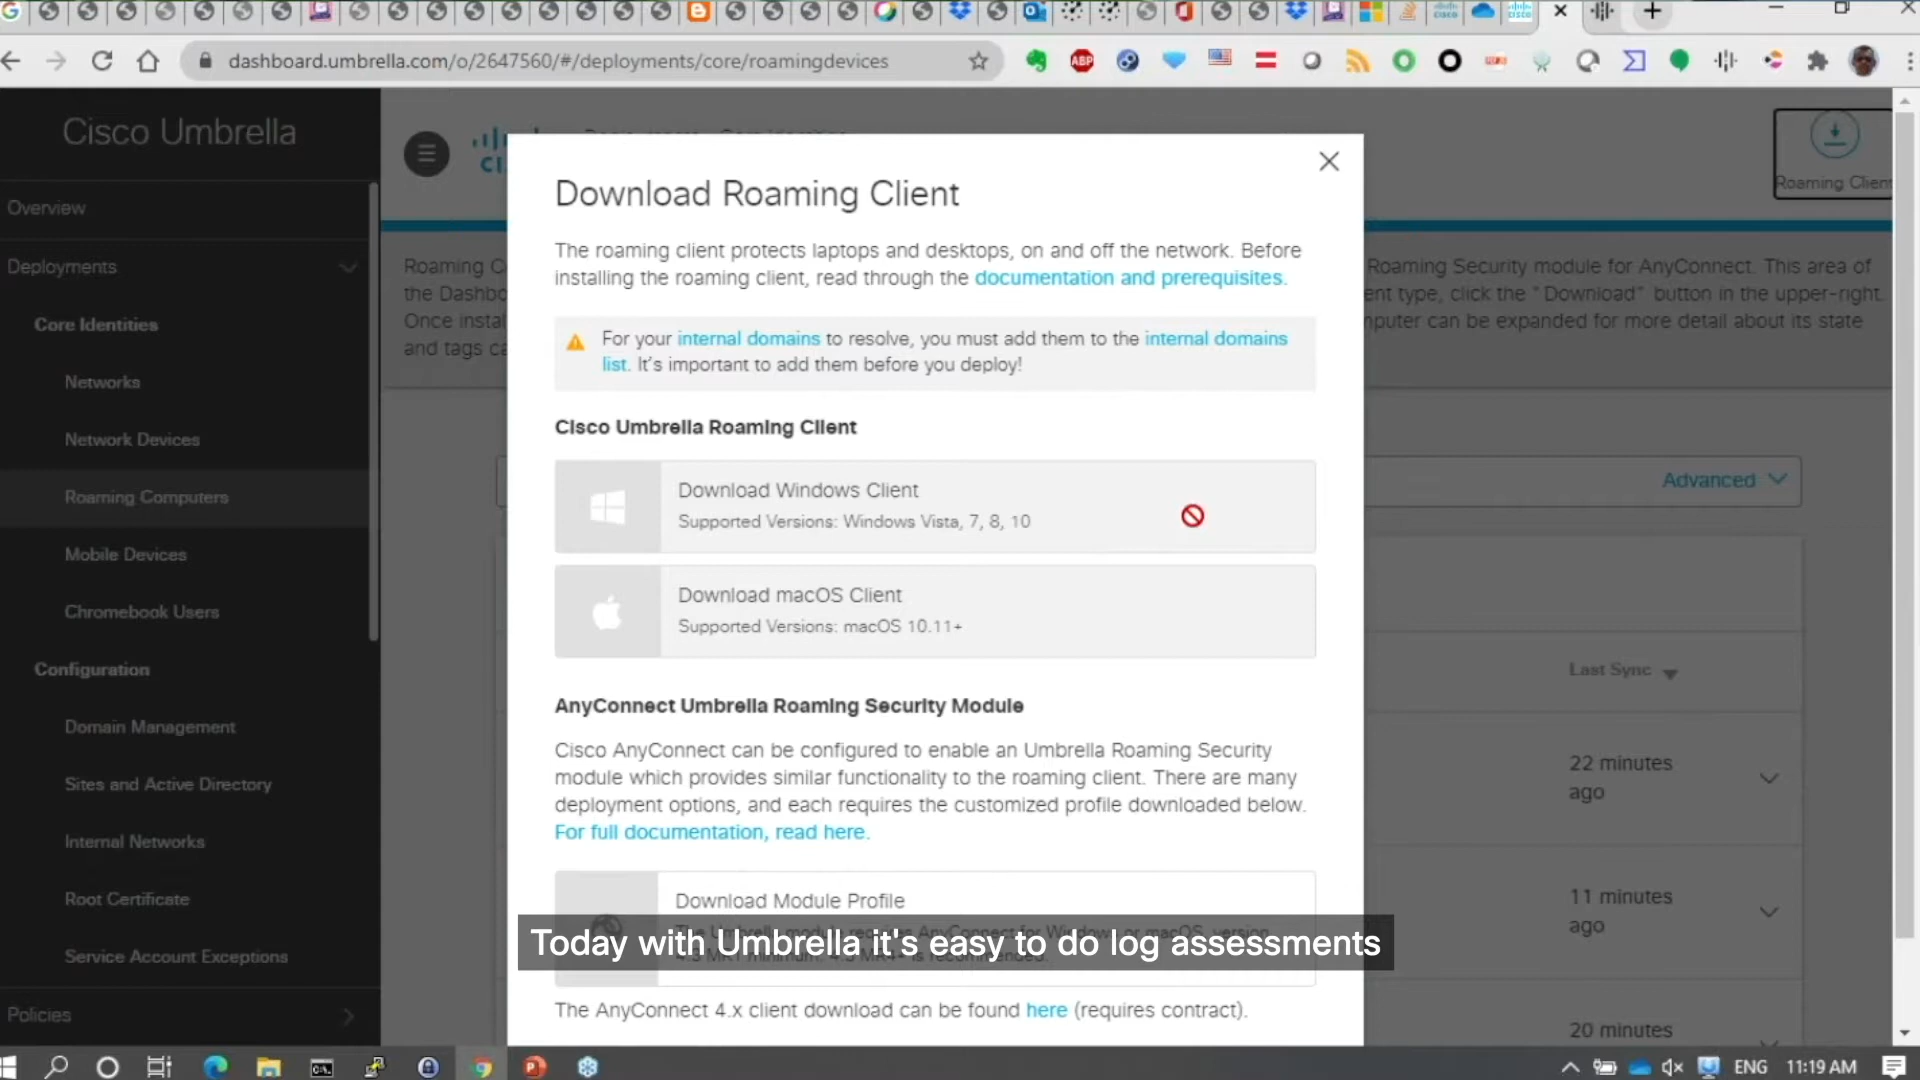 dashboard.umbrella.com/o/2647560/#/deployments/core/roamingdevices
ABP
Cisco Umbrella
Overview
Deployments
Core Identities
Networks
Network Devices
Roaming Computers
Mobile Devices
Chromebook Users
Configuration
Domain Management
Sites and Active Directory
Internal Networks
Root Certificate
Service Account Exceptions
Policies
Roaming Client
Roaming C
the Dashbo
Once instal
and tags ca
Roaming Security module for AnyConnect. This area of
ent type, click the "Download" button in the upper-right.
nputer can be expanded for more detail about its state
Advanced
Last Sync
22 minutes
ago
11 minutes
ago
20 minutes
Download Roaming Client
The roaming client protects laptops and desktops, on and off the network. Before
installing the roaming client, read through the documentation and prerequisites.
For your internal domains to resolve, you must add them to the internal domains
list. It's important to add them before you deploy!
Cisco Umbrella Roaming Client
Download Windows Client
Supported Versions: Windows Vista, 7, 8, 10
Download macOS Client
Supported Versions: macOS 10.11+
AnyConnect Umbrella Roaming Security Module
Cisco AnyConnect can be configured to enable an Umbrella Roaming Security
module which provides similar functionality to the roaming client. There are many
deployment options, and each requires the customized profile downloaded below.
For full documentation, read here.
Download Module Profile
Today with Umbrella it's easy to do log assessments
The AnyConnect 4.x client download can be found here (requires contract).
ENG
11:19 AM